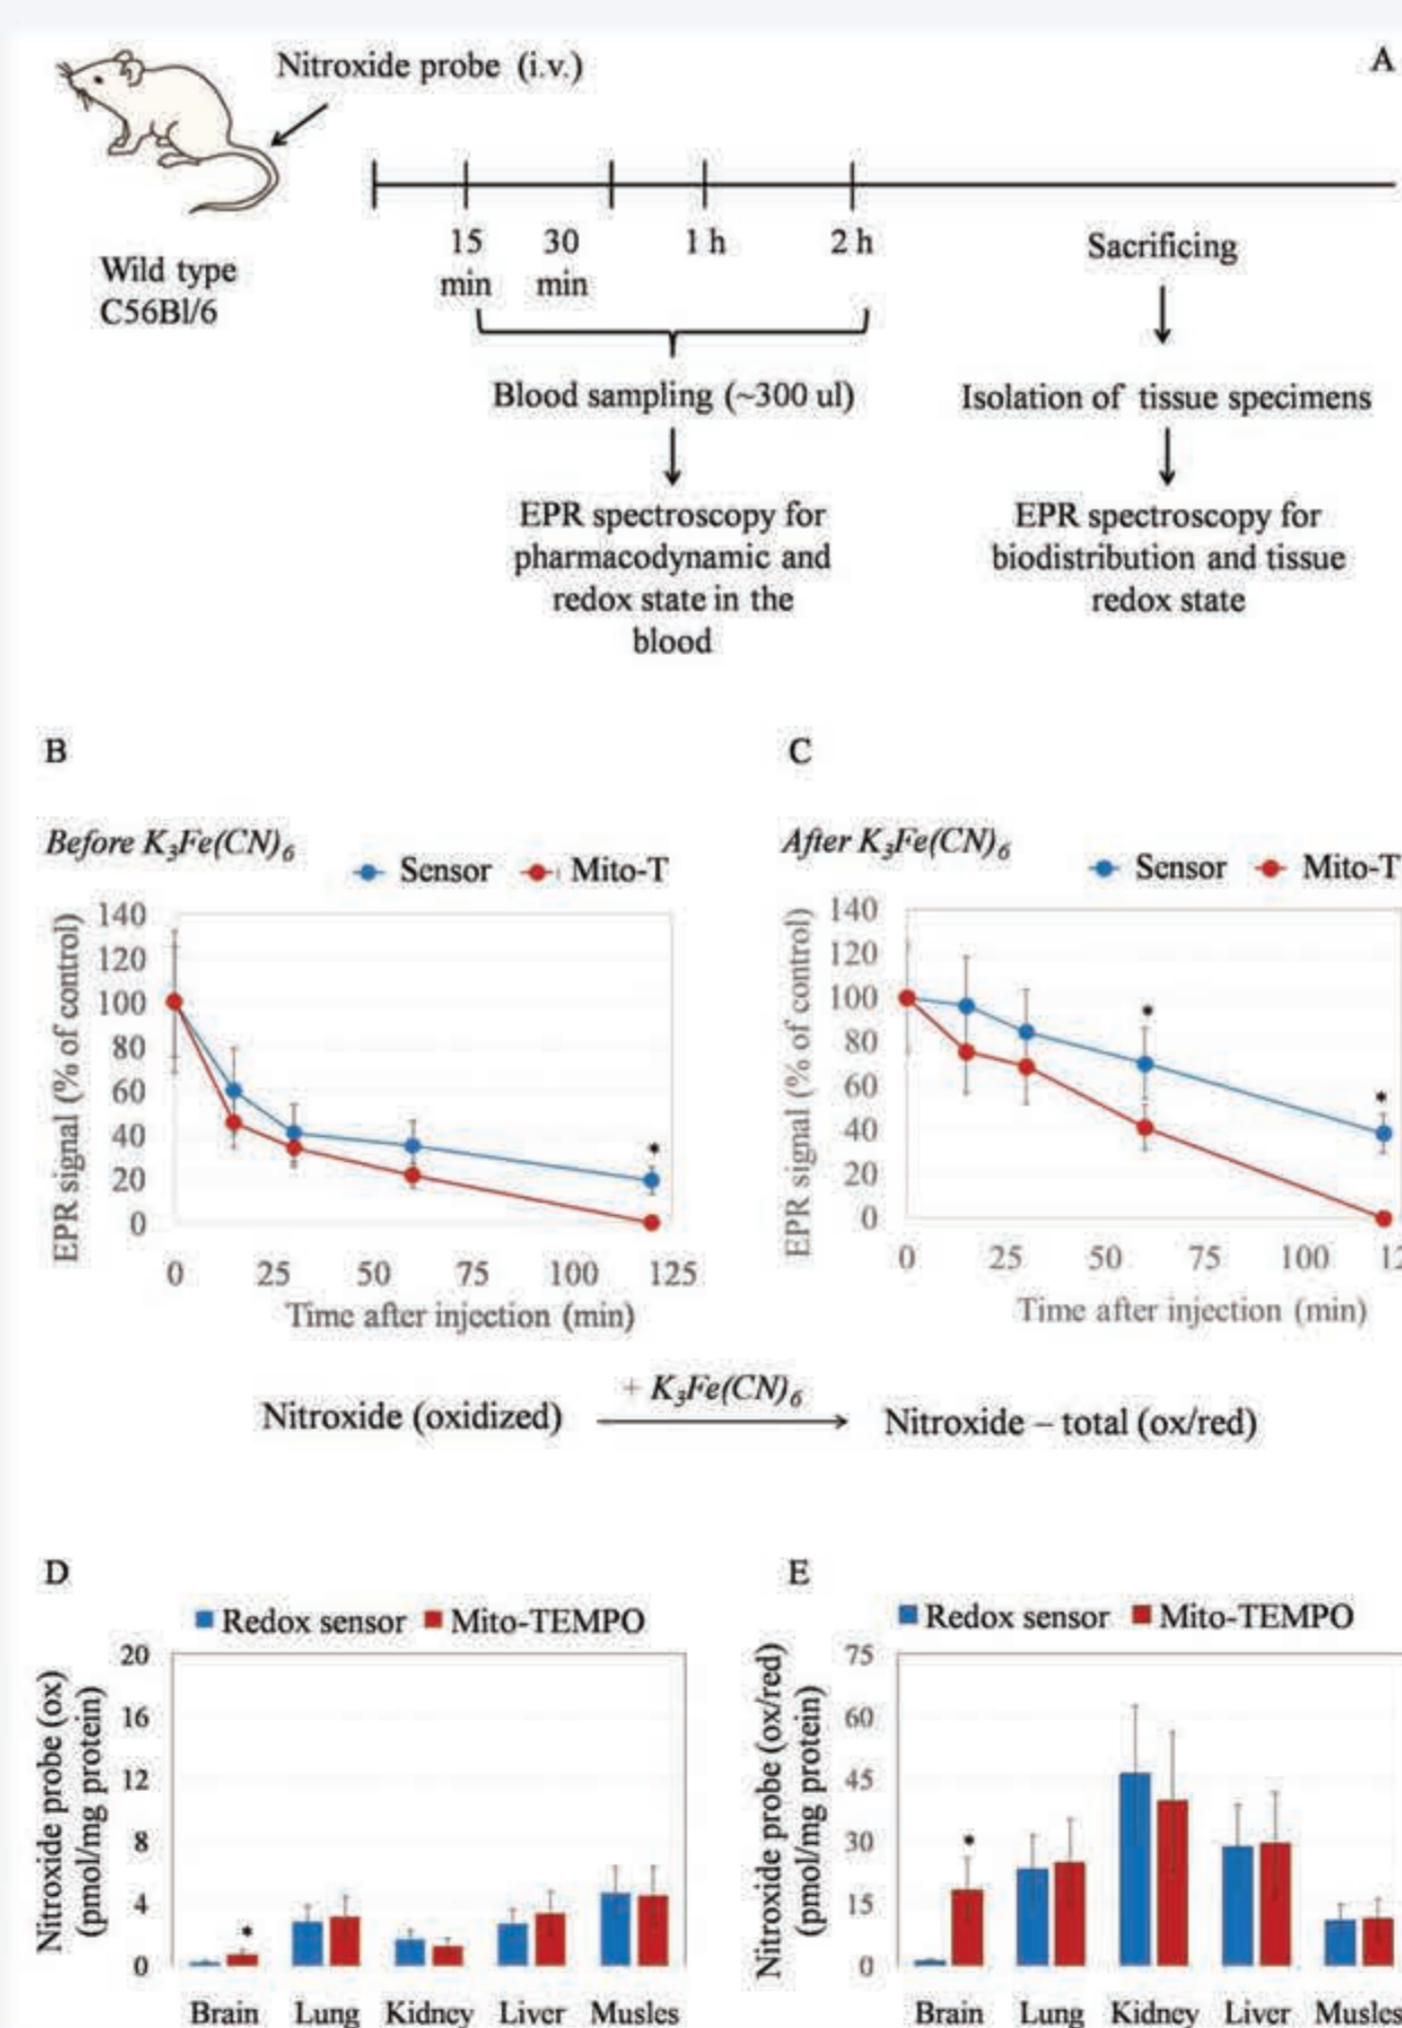 Nitroxide probe (i.v.)
A
Wild type
C56Bl/6
15
min
30
min
1 h
2 h
Sacrificing
Blood sampling (~300 ul)
Isolation of tissue specimens
EPR spectroscopy for
pharmacodynamic and
redox state in the
blood
EPR spectroscopy for
biodistribution and tissue
redox state
B
Before K₃Fe(CN)₆
Sensor
Mito-T
EPR signal (% of control)
140
120
100
80
60
40
20
0
*
0 25 50 75 100 125
Time after injection (min)
C
After K₃Fe(CN)₆
Sensor
Mito-T
EPR signal (% of control)
140
120
100
80
60
40
20
0
*
*
0 25 50 75 100 12
Time after injection (min)
Nitroxide (oxidized)
+ K₃Fe(CN)₆
Nitroxide – total (ox/red)
D
Redox sensor
Mito-TEMPO
Nitroxide probe (ox)
(pmol/mg protein)
20
16
12
8
4
0
*
Brain Lung Kidney Liver Musles
E
Redox sensor
Mito-TEMPO
Nitroxide probe (ox/red)
(pmol/mg protein)
75
60
45
30
15
0
*
Brain Lung Kidney Liver Musles